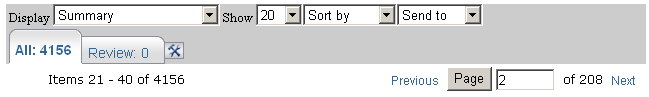 Display Summary Show 20 Sort by Send to
All: 4156 Review: 0
Items 21 - 40 of 4156 Previous Page 2 of 208 Next